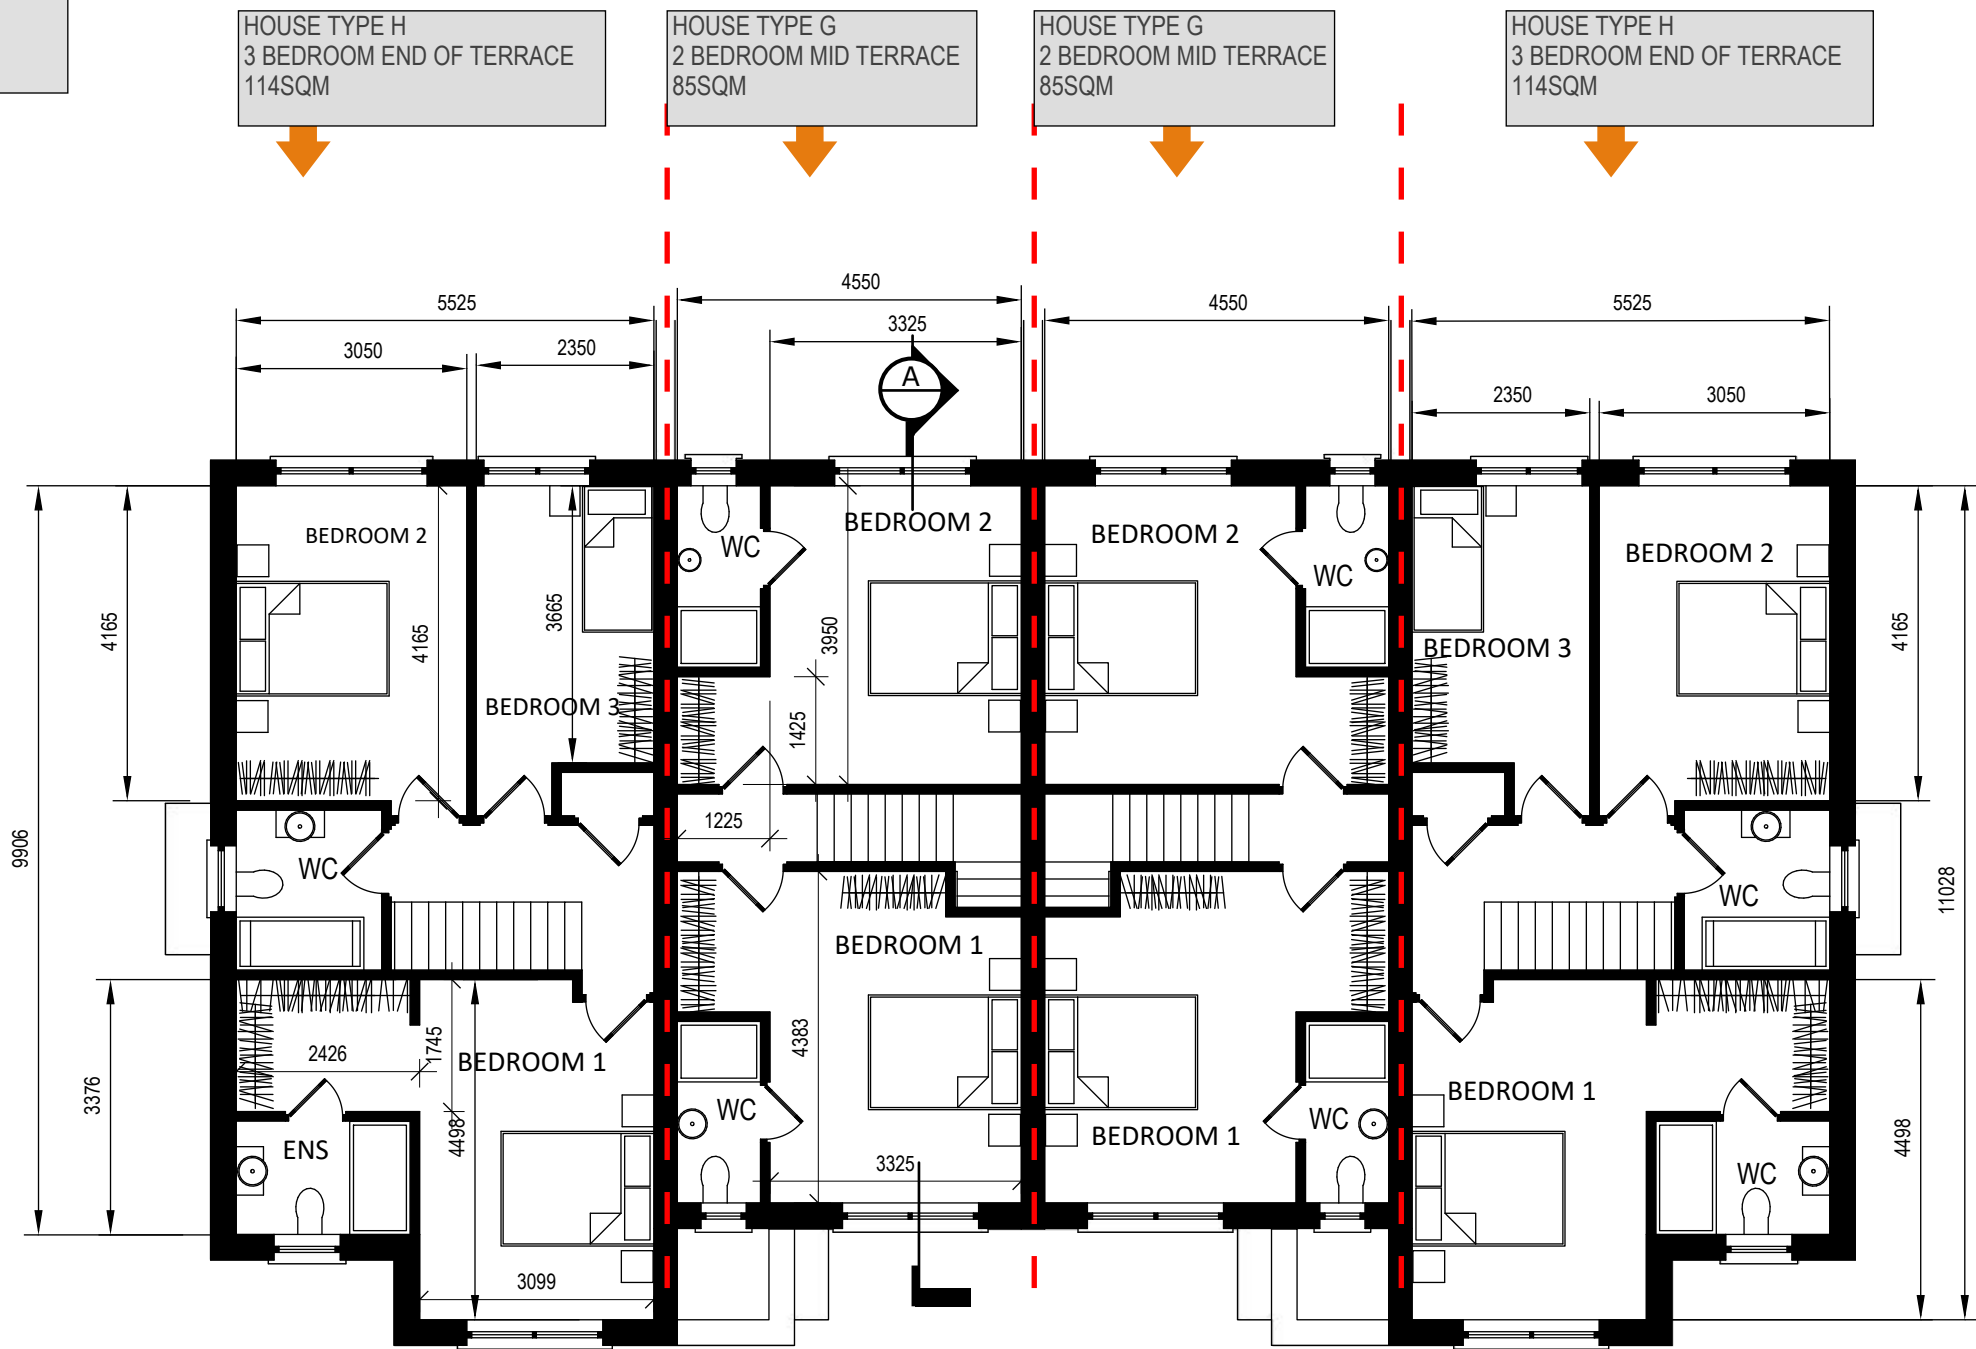 HOUSE TYPE H
3 BEDROOM END OF TERRACE
114SQM
HOUSE TYPE G
2 BEDROOM MID TERRACE
85SQM
HOUSE TYPE G
2 BEDROOM MID TERRACE
85SQM
HOUSE TYPE H
3 BEDROOM END OF TERRACE
114SQM
5525
4550
4550
5525
3050
2350
3325
2350
3050
A
BEDROOM 2
BEDROOM 2
BEDROOM 2
BEDROOM 2
WC
WC
4165
4165
3665
3950
4165
BEDROOM 3
BEDROOM 3
1425
1225
9906
WC
WC
11028
BEDROOM 1
2426
1745
BEDROOM 1
4383
BEDROOM 1
3376
WC
WC
BEDROOM 1
4498
4498
ENS
3325
WC
3099